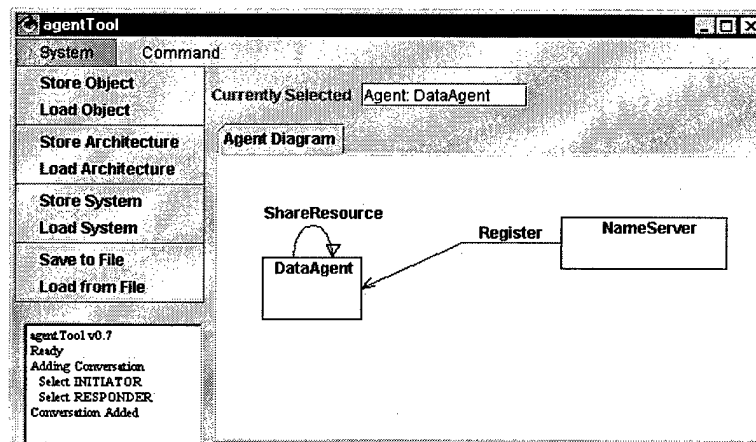 agentTool
System Command
Store Object
Load Object
Store Architecture
Load Architecture
Store System
Load System
Save to File
Load from File
Currently Selected Agent: DataAgent
Agent Diagram
ShareResource
DataAgent
Register
NameServer
agentTool v0.7
Ready
Adding Conversation
Select INITIATOR
Select RESPONDER
Conversation Added